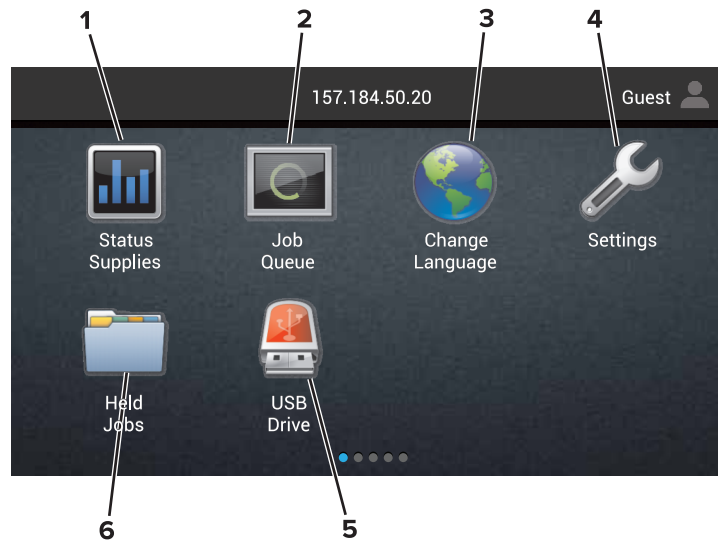 1 2 3 4
157.184.50.20 Guest
Status Supplies
Job Queue
Change Language
Settings
Held Jobs
USB Drive
6 5